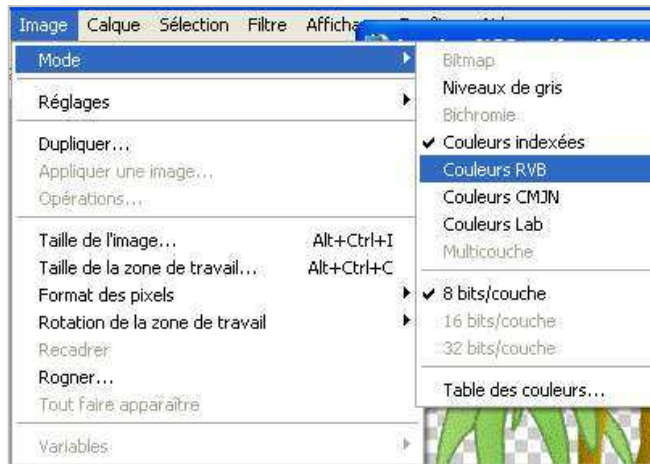 Image Calque Sélection Filtre Afficha
Mode
Réglages
Dupliquer...
Appliquer une image...
Opérations...
Taille de l'image... Alt+Ctrl+I
Taille de la zone de travail... Alt+Ctrl+C
Format des pixels
Rotation de la zone de travail
Recadrer
Rogner...
Tout faire apparaître
Variables
Bitmap
Niveaux de gris
Bichromie
Couleurs indexées
Couleurs RVB
Couleurs CMJN
Couleurs Lab
Multicouche
8 bits/couche
16 bits/couche
32 bits/couche
Table des couleurs...